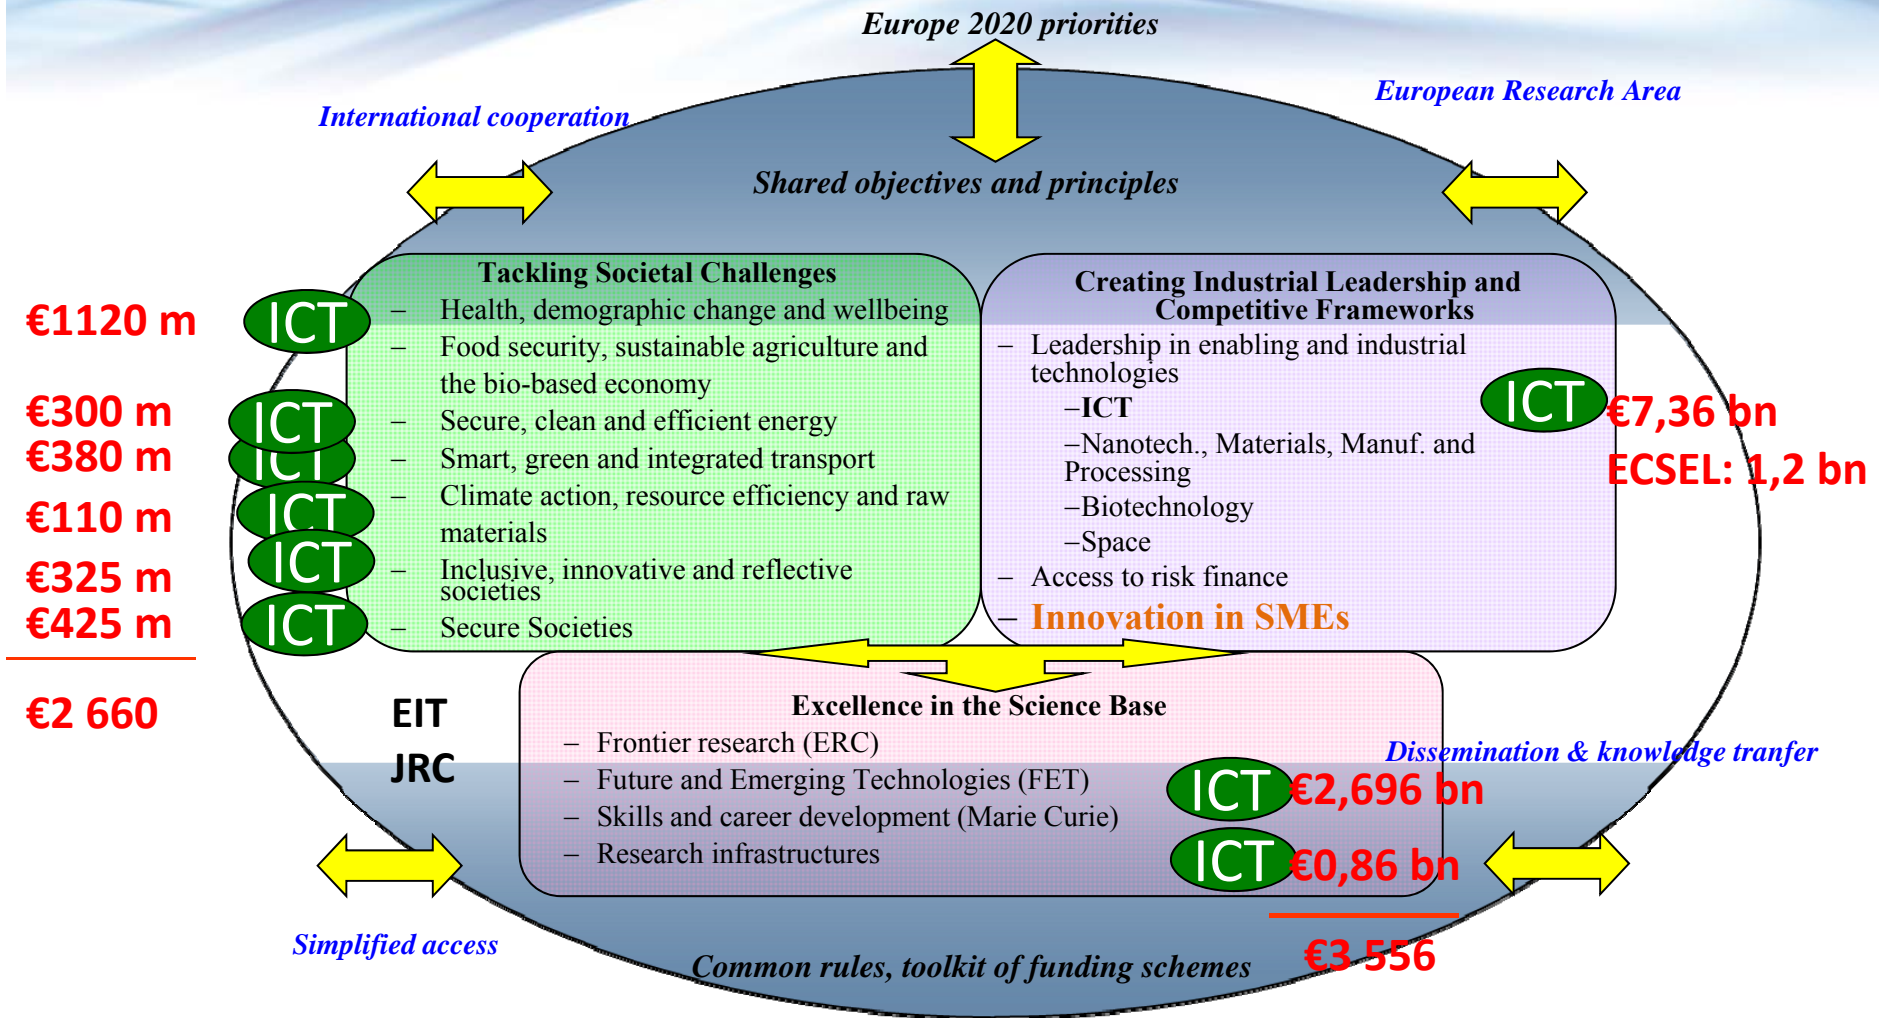 Europe 2020 priorities
International cooperation
European Research Area
Shared objectives and principles
Tackling Societal Challenges
€1120 m
ICT
– Health, demographic change and wellbeing
– Food security, sustainable agriculture and
the bio-based economy
€300 m
ICT
– Secure, clean and efficient energy
€380 m
ICT
– Smart, green and integrated transport
€110 m
ICT
– Climate action, resource efficiency and raw
materials
€325 m
ICT
– Inclusive, innovative and reflective
societies
€425 m
ICT
– Secure Societies
€2 660
Creating Industrial Leadership and
Competitive Frameworks
– Leadership in enabling and industrial
technologies
–ICT
ICT
€7,36 bn
ECSEL: 1,2 bn
–Nanotech., Materials, Manuf. and
Processing
–Biotechnology
–Space
– Access to risk finance
– Innovation in SMEs
EIT
JRC
Excellence in the Science Base
– Frontier research (ERC)
– Future and Emerging Technologies (FET)
ICT
€2,696 bn
– Skills and career development (Marie Curie)
– Research infrastructures
ICT
€0,86 bn
€3 556
Dissemination & knowledge tranfer
Simplified access
Common rules, toolkit of funding schemes